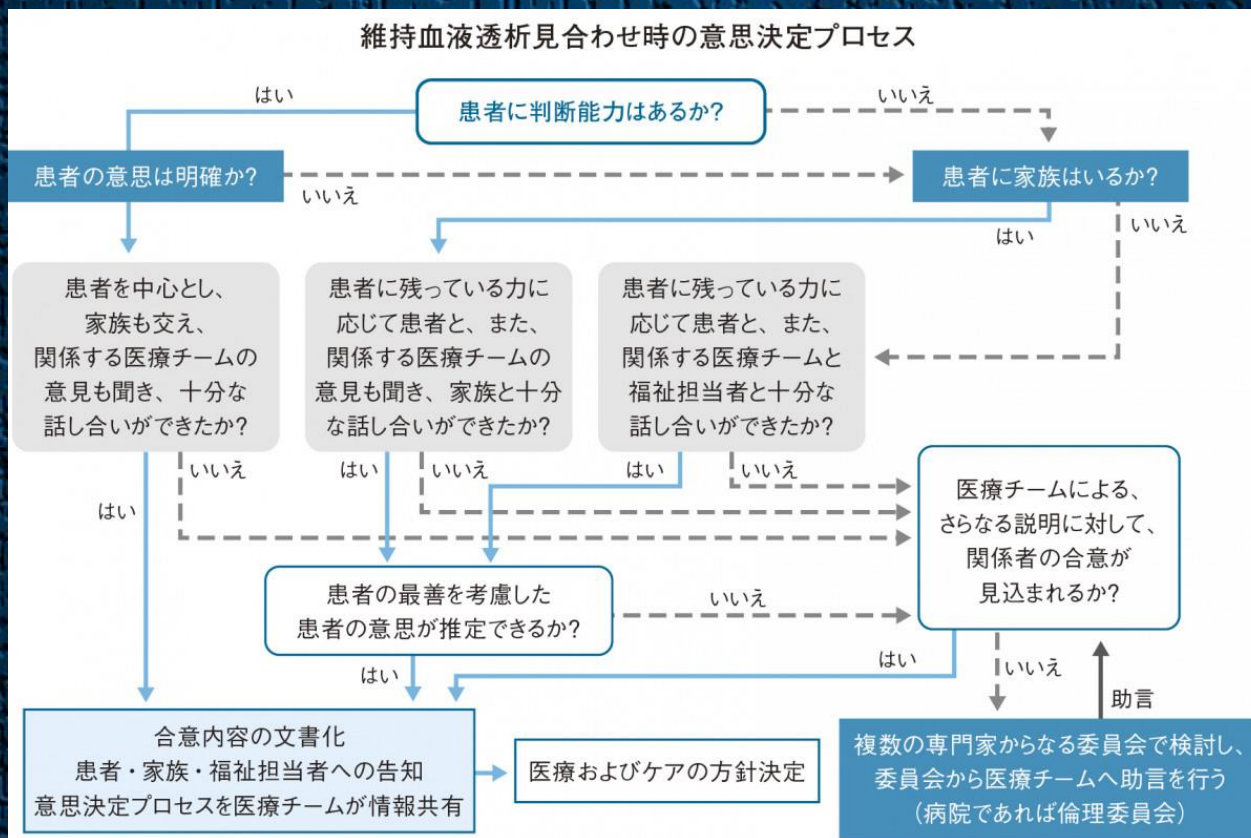 維持血液透析見合わせ時の意思決定プロセス
はい
患者に判断能力はあるか?
いいえ
患者の意思は明確か?
いいえ
患者に家族はいるか?
はい
いいえ
患者を中心とし、
家族も交え、
関係する医療チームの
意見も聞き、十分な
話し合いができたか?
患者に残っている力に
応じて患者と、また、
関係する医療チームの
意見も聞き、家族と十分
な話し合いができたか?
患者に残っている力に
応じて患者と、また、
関係する医療チームと
福祉担当者と十分な
話し合いができたか?
はい
いいえ
はい
いいえ
はい
いいえ
医療チームによる、
さらなる説明に対して、
関係者の合意が
見込まれるか?
患者の最善を考慮した
患者の意思が推定できるか?
いいえ
はい
はい
いいえ
助言
合意内容の文書化
患者・家族・福祉担当者への告知
意思決定プロセスを医療チームが情報共有
医療およびケアの方針決定
複数の専門家からなる委員会で検討し、
委員会から医療チームへ助言を行う
(病院であれば倫理委員会)